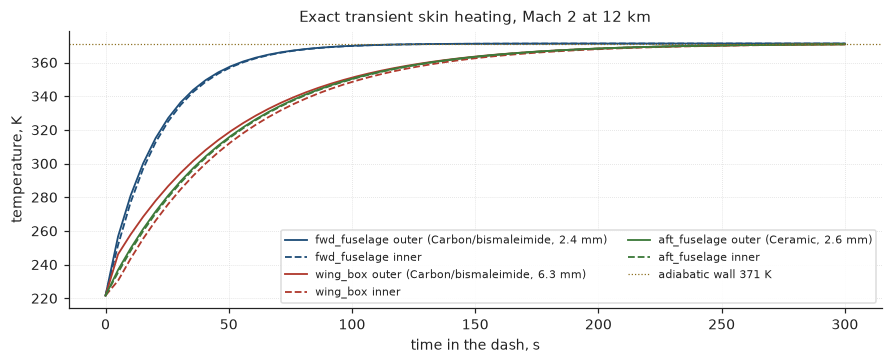 Exact transient skin heating, Mach 2 at 12 km
temperature, K
360
340
320
300
280
260
240
220
0
50
100
150
200
250
300
time in the dash, s
fwd_fuselage outer (Carbon/bismaleimide, 2.4 mm)
fwd_fuselage inner
wing_box outer (Carbon/bismaleimide, 6.3 mm)
wing_box inner
aft_fuselage outer (Ceramic, 2.6 mm)
aft_fuselage inner
adiabatic wall 371 K